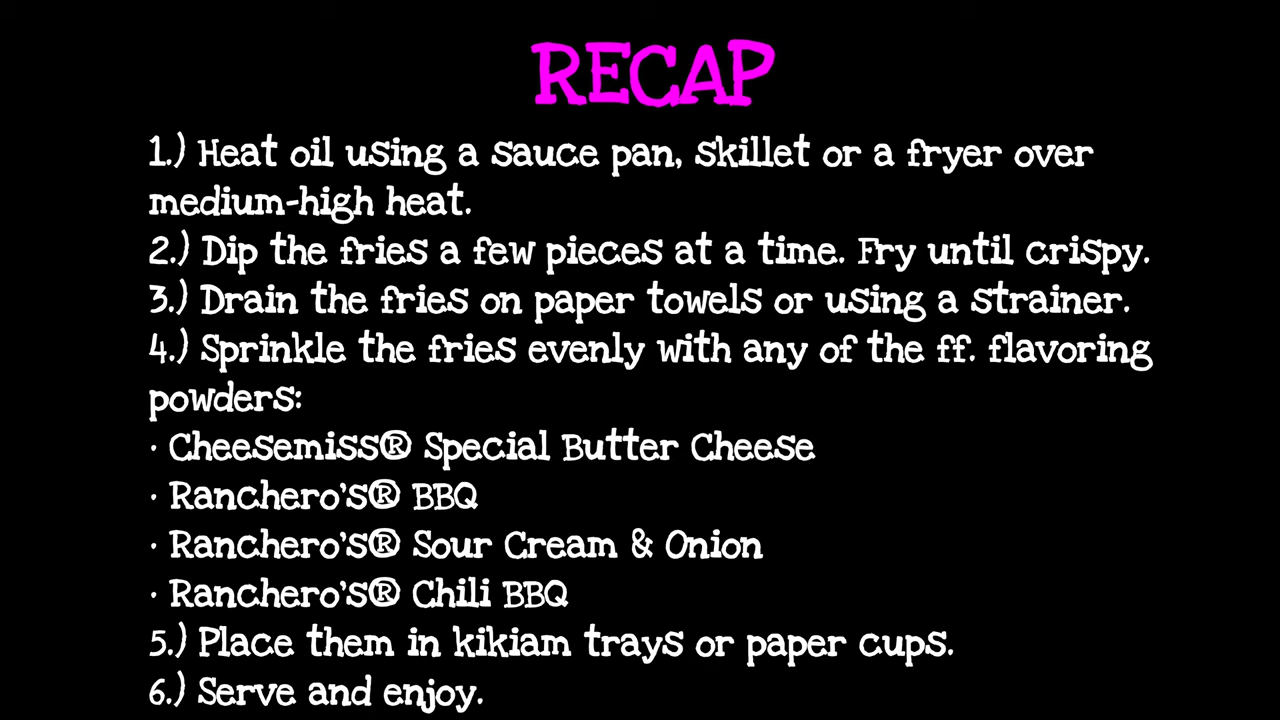 RECAP
1.) Heat oil using a sauce pan, skillet or a fryer over
medium-high heat.
2.) Dip the fries a few pieces at a time. Fry until crispy.
3.) Drain the fries on paper towels or using a strainer.
4.) Sprinkle the fries evenly with any of the ff. flavoring
powders:
· Cheesemiss® Special Butter Cheese
· Ranchero's® BBQ
· Ranchero's® Sour Cream & Onion
· Ranchero's® Chili BBQ
5.) Place them in kikiam trays or paper cups.
6.) Serve and enjoy.